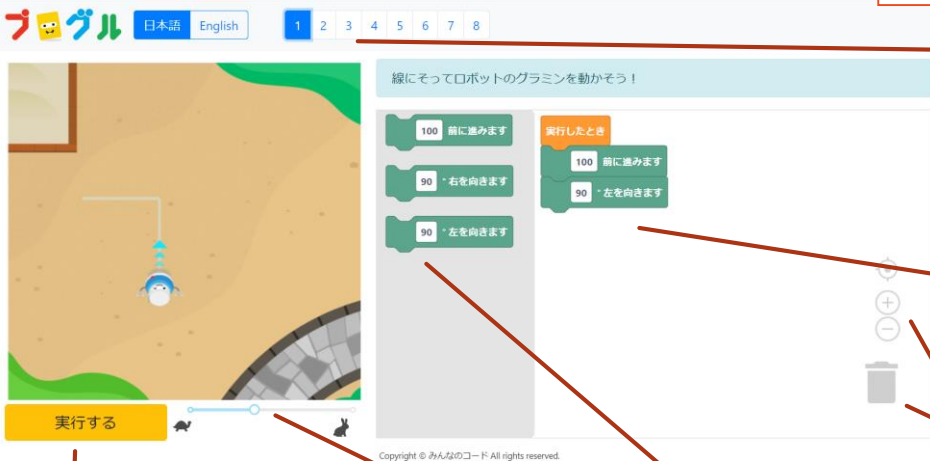 プログル 日本語 English 1 2 3 4 5 6 7 8
線にそってロボットのグラミンを動かそう！
100 前に進みます
90 ° 右を向きます
90 ° 左を向きます
実行したとき
100 前に進みます
90 ° 左を向きます
実行する
Copyright © みんなのコード All rights reserved.